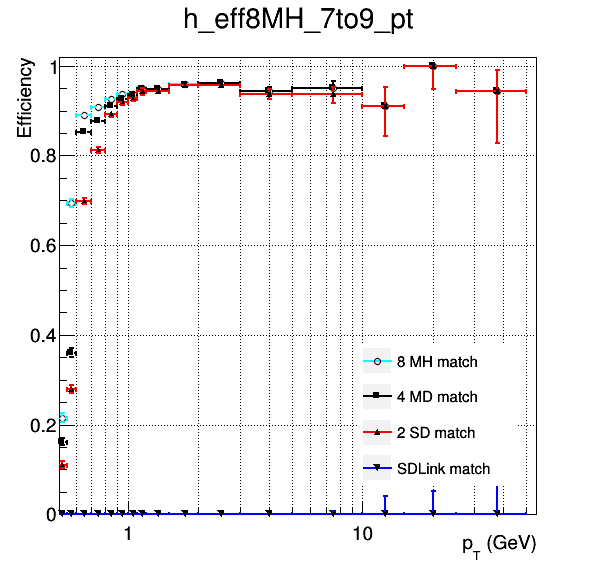 h_eff8MH_7to9_pt
Efficiency
1
0.8
0.6
0.4
0.2
0
8 MH match
4 MD match
2 SD match
SDLink match
1
10
p_T (GeV)